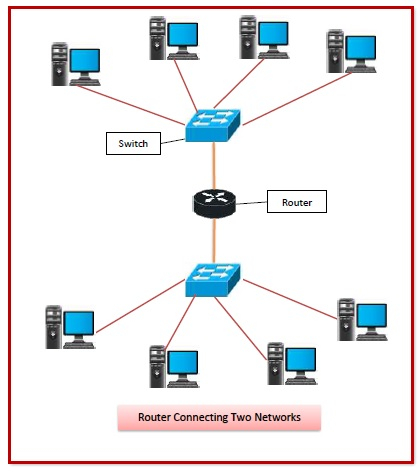 Switch
Router
Router Connecting Two Networks